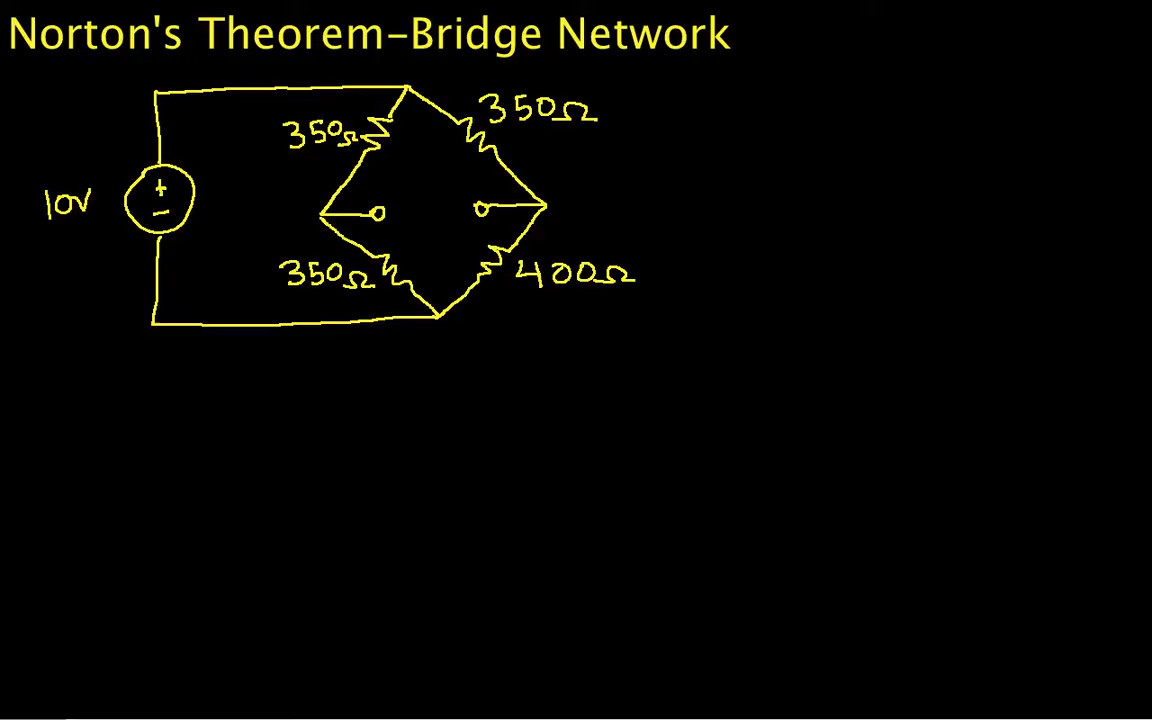 Norton's Theorem-Bridge Network
350Ω
350Ω
10V
+
-
350Ω
400Ω